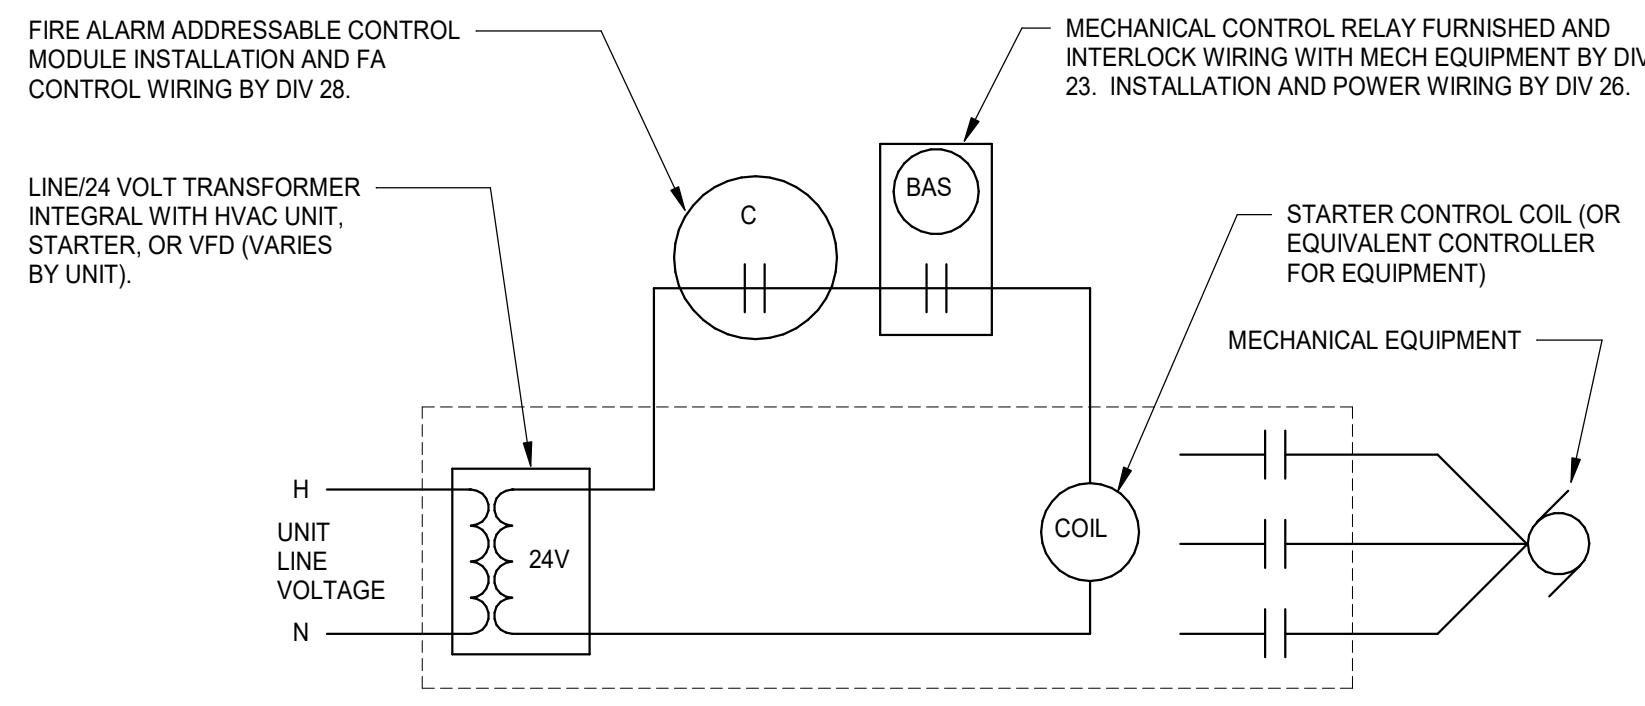 FIRE ALARM ADDRESSABLE CONTROL
MODULE INSTALLATION AND FA
CONTROL WIRING BY DIV 28.
MECHANICAL CONTROL RELAY FURNISHED AND
INTERLOCK WIRING WITH MECH EQUIPMENT BY DIV
23. INSTALLATION AND POWER WIRING BY DIV 26.
LINE/24 VOLT TRANSFORMER
INTEGRAL WITH HVAC UNIT,
STARTER, OR VFD (VARIES
BY UNIT).
C
BAS
STARTER CONTROL COIL (OR
EQUIVALENT CONTROLLER
FOR EQUIPMENT)
MECHANICAL EQUIPMENT
H
UNIT
LINE
VOLTAGE
N
24V
COIL